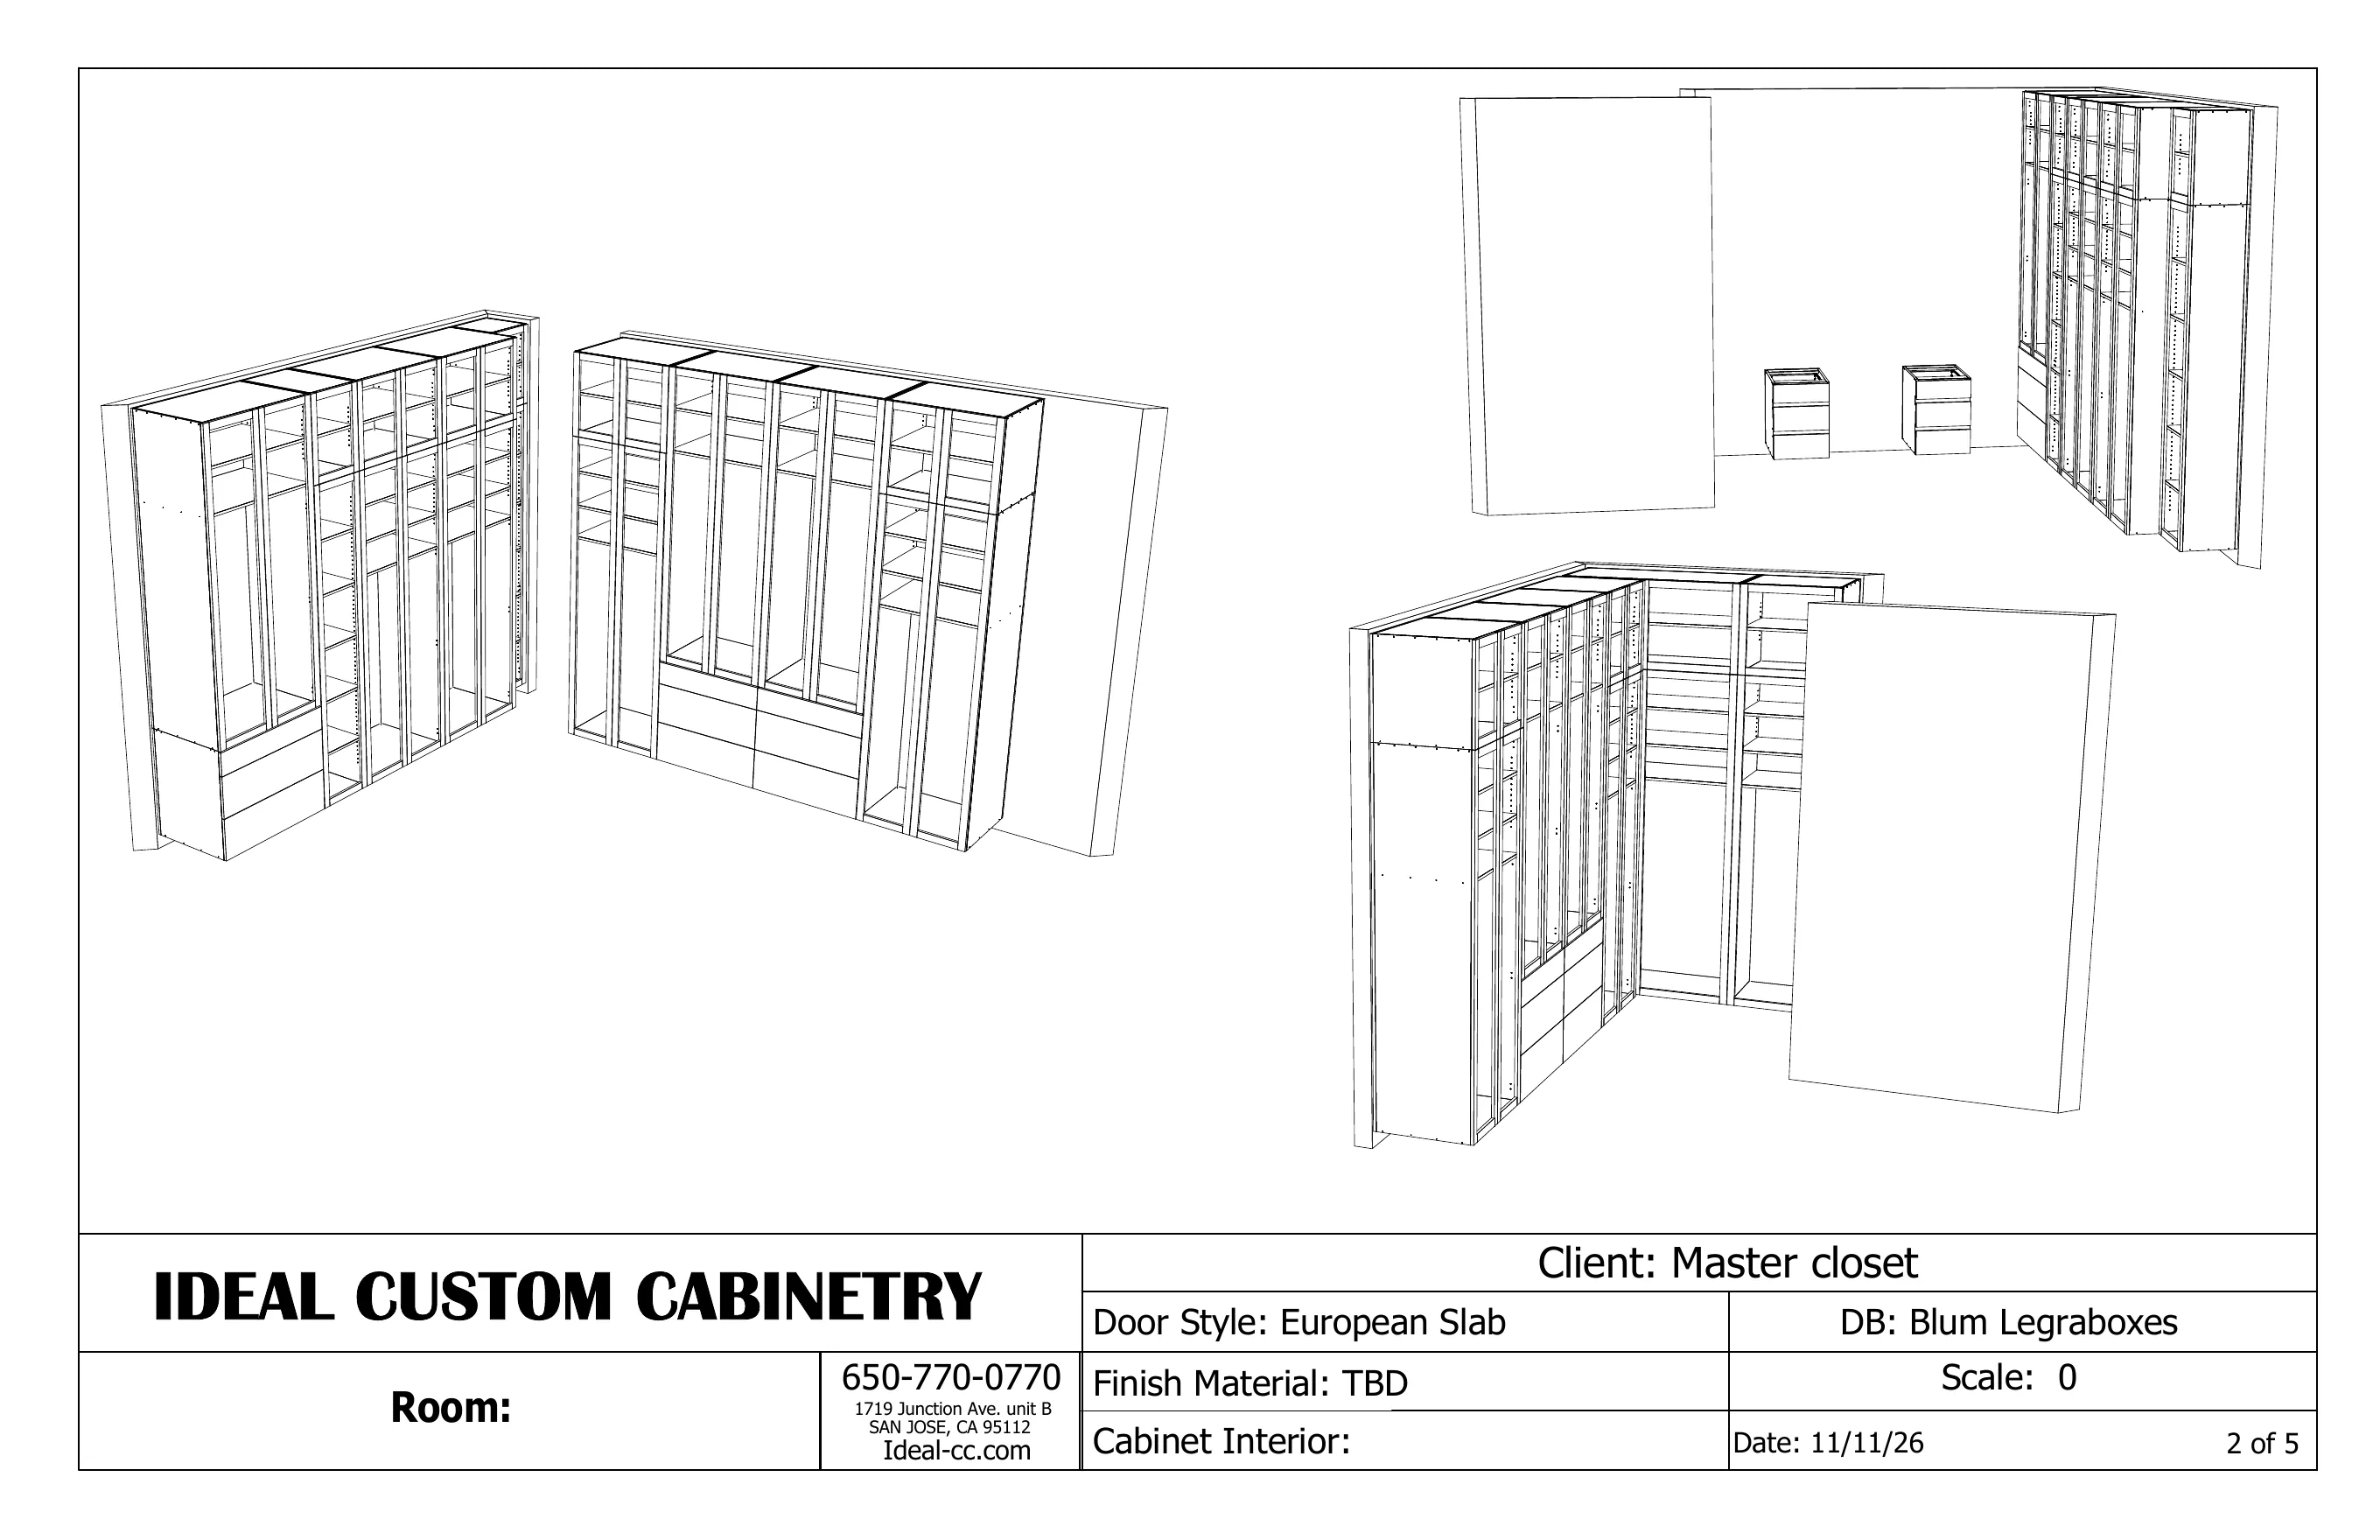 IDEAL CUSTOM CABINETRY
Room:
650-770-0770
1719 Junction Ave. unit B
SAN JOSE, CA 95112
Ideal-cc.com
Client: Master closet
Door Style: European Slab
DB: Blum Legraboxes
Finish Material: TBD
Scale: 0
Cabinet Interior:
Date: 11/11/26
2 of 5